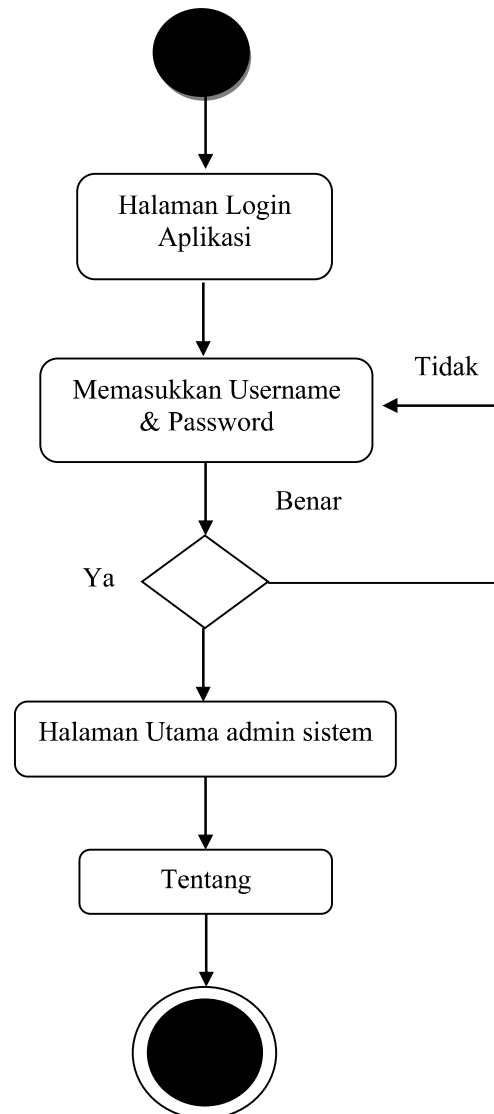 Halaman Login
Aplikasi
Tidak
Memasukkan Username
& Password
Benar
Ya
Halaman Utama admin sistem
Tentang